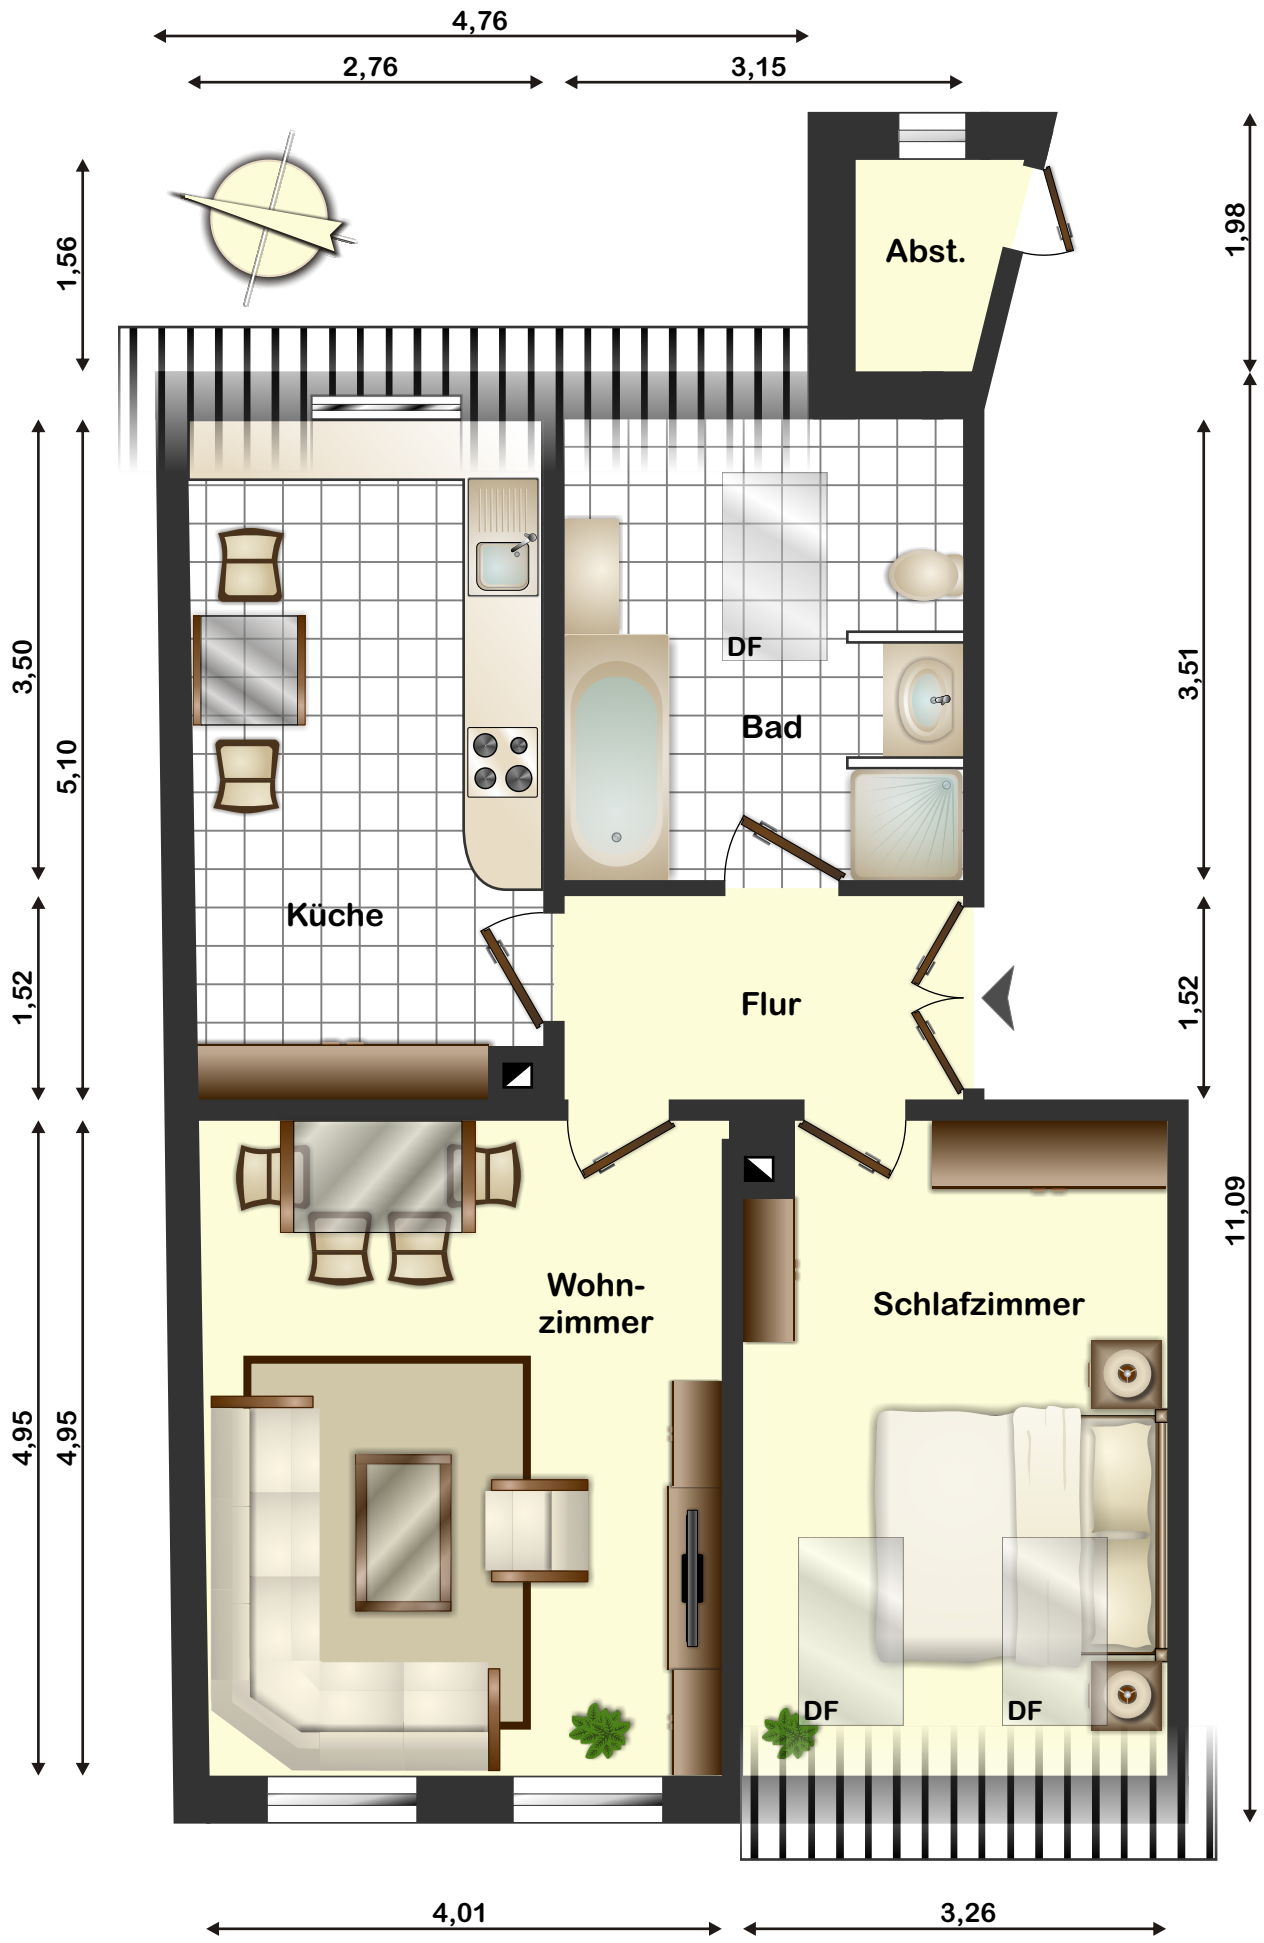 4,76
2,76
3,15
1,56
1,98
Abst.
3,50
5,10
3,51
DF
Bad
Küche
1,52
Flur
1,52
11,09
Wohn-
zimmer
Schlafzimmer
4,95
4,95
DF
DF
4,01
3,26